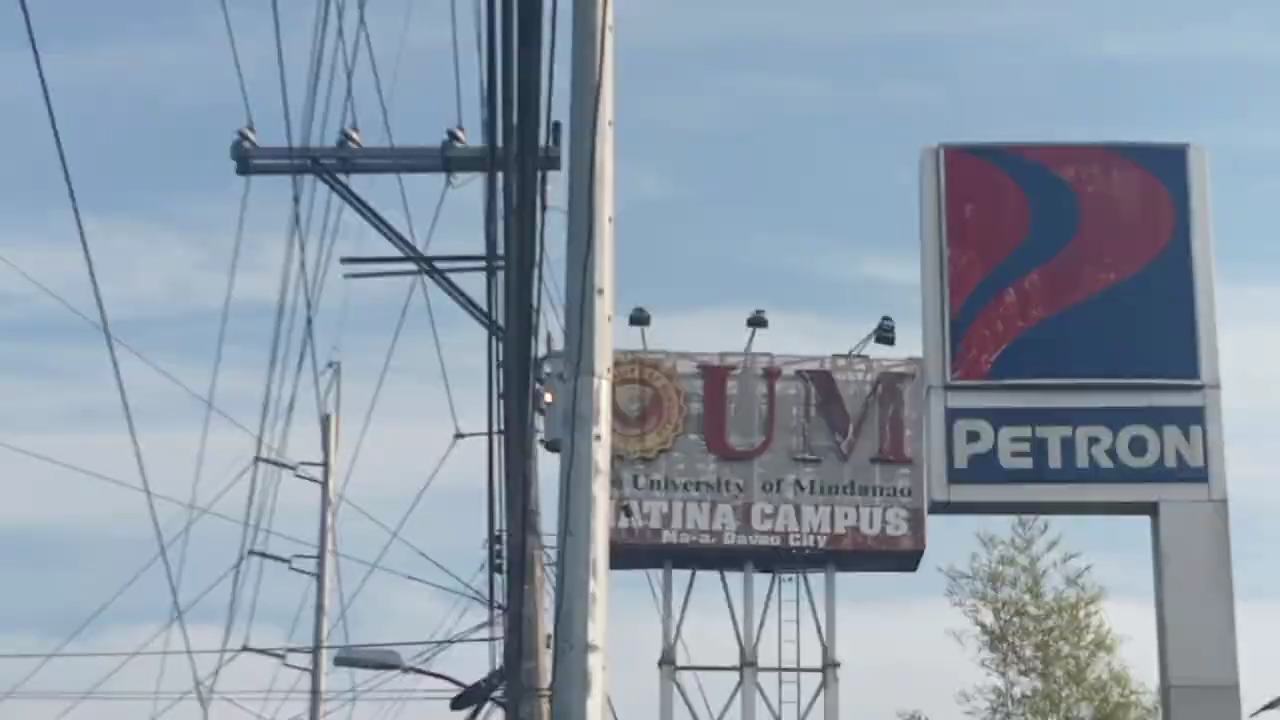 UM
University of Mindanao
ATINA CAMPUS
Ma-a, Davao City
PETRON